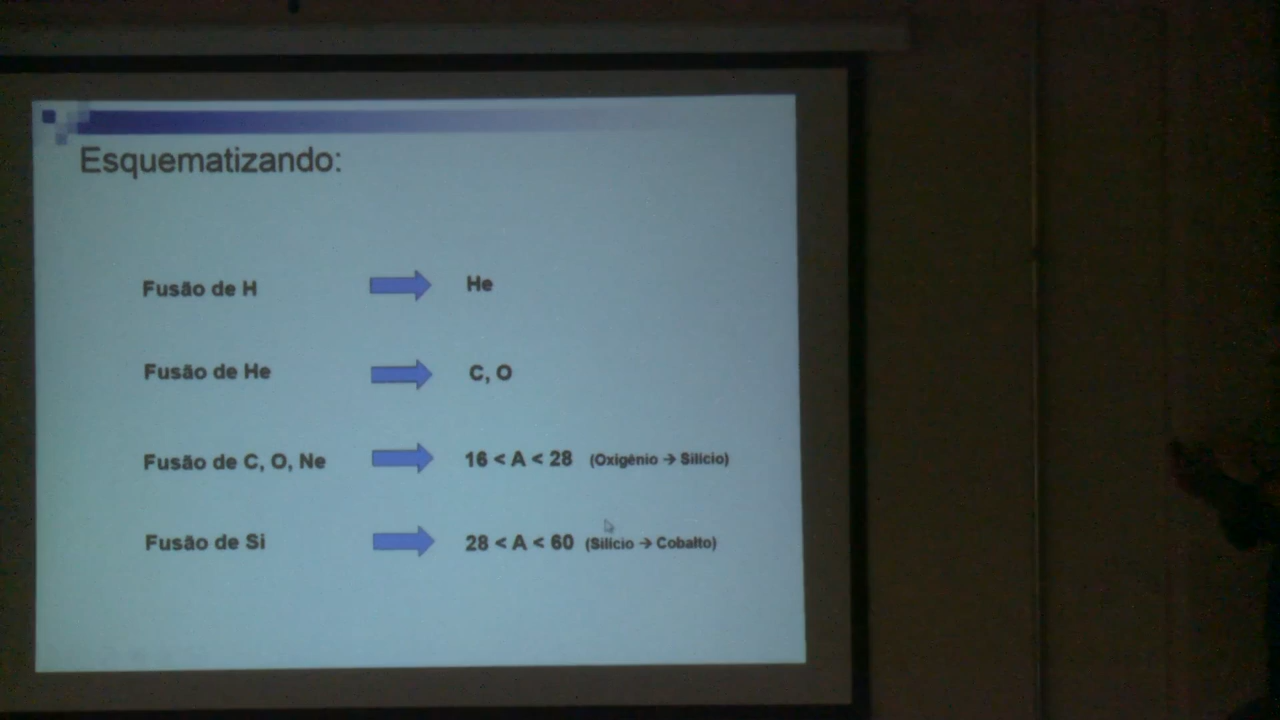 Esquematizando:
Fusão de H He
Fusão de He C, O
Fusão de C, O, Ne 16 < A < 28 (Oxigênio → Silício)
Fusão de Si 28 < A < 60 (Silício → Cobalto)